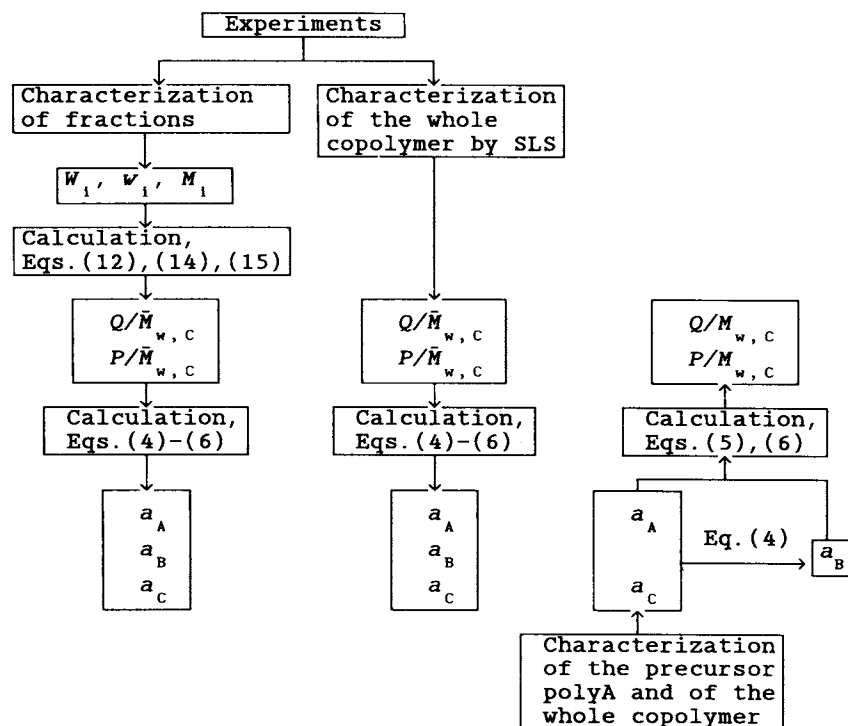 Experiments
Characterization
of fractions
Characterization
of the whole
copolymer by SLS
W_i, w_i, M_i
Calculation,
Eqs.(12),(14),(15)
Q/M̄_w,C
P/M̄_w,C
Q/M̄_w,C
P/M̄_w,C
Q/M_w,C
P/M_w,C
Calculation,
Eqs.(4)-(6)
Calculation,
Eqs.(4)-(6)
Calculation,
Eqs.(5),(6)
a_A
a_B
a_C
a_A
a_B
a_C
a_A
a_C
Eq.(4)
a_B
Characterization
of the precursor
polyA and of the
whole copolymer